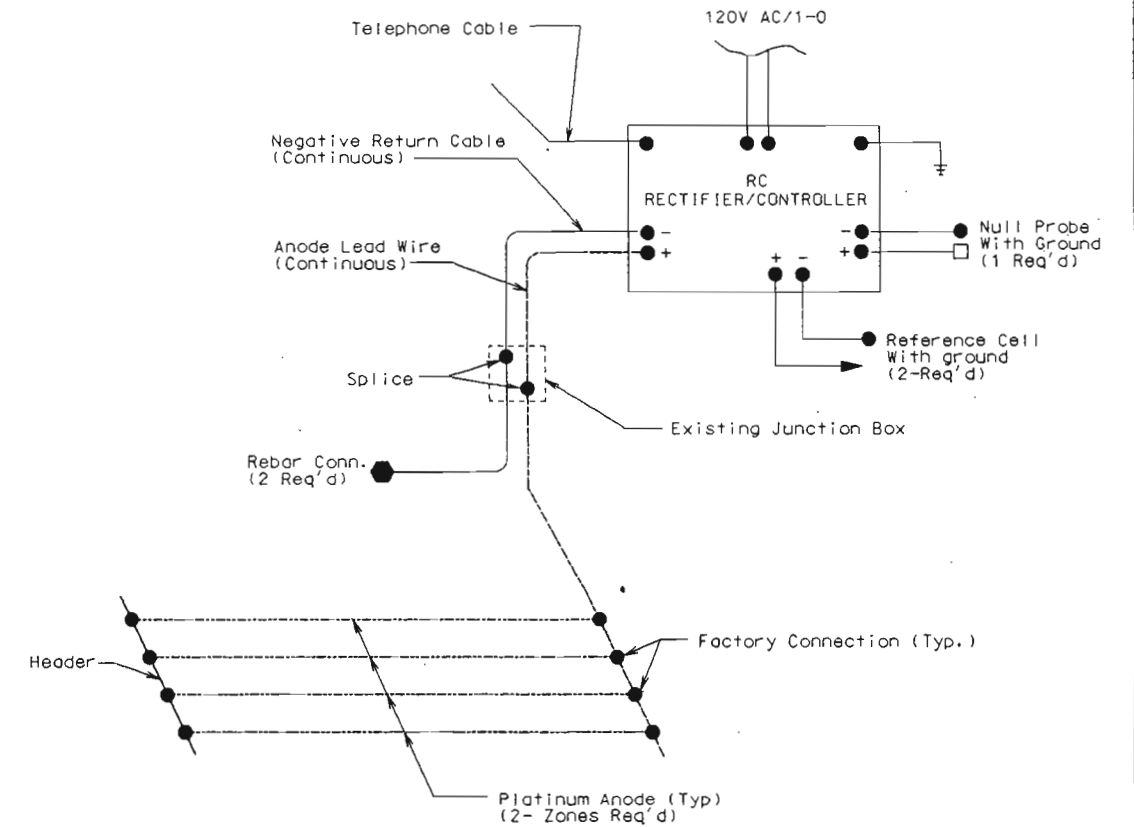 120V AC/1-O
Telephone Cable
Negative Return Cable
(Continuous)
RC
RECTIFIER/CONTROLLER
Anode Lead Wire
(Continuous)
-
+
-
+
+ -
Null Probe
With Ground
(1 Req'd)
Reference Cell
With ground
(2-Req'd)
Splice
Existing Junction Box
Rebar Conn.
(2 Req'd)
Factory Connection (Typ.)
Header
Platinum Anode (Typ)
(2- Zones Req'd)